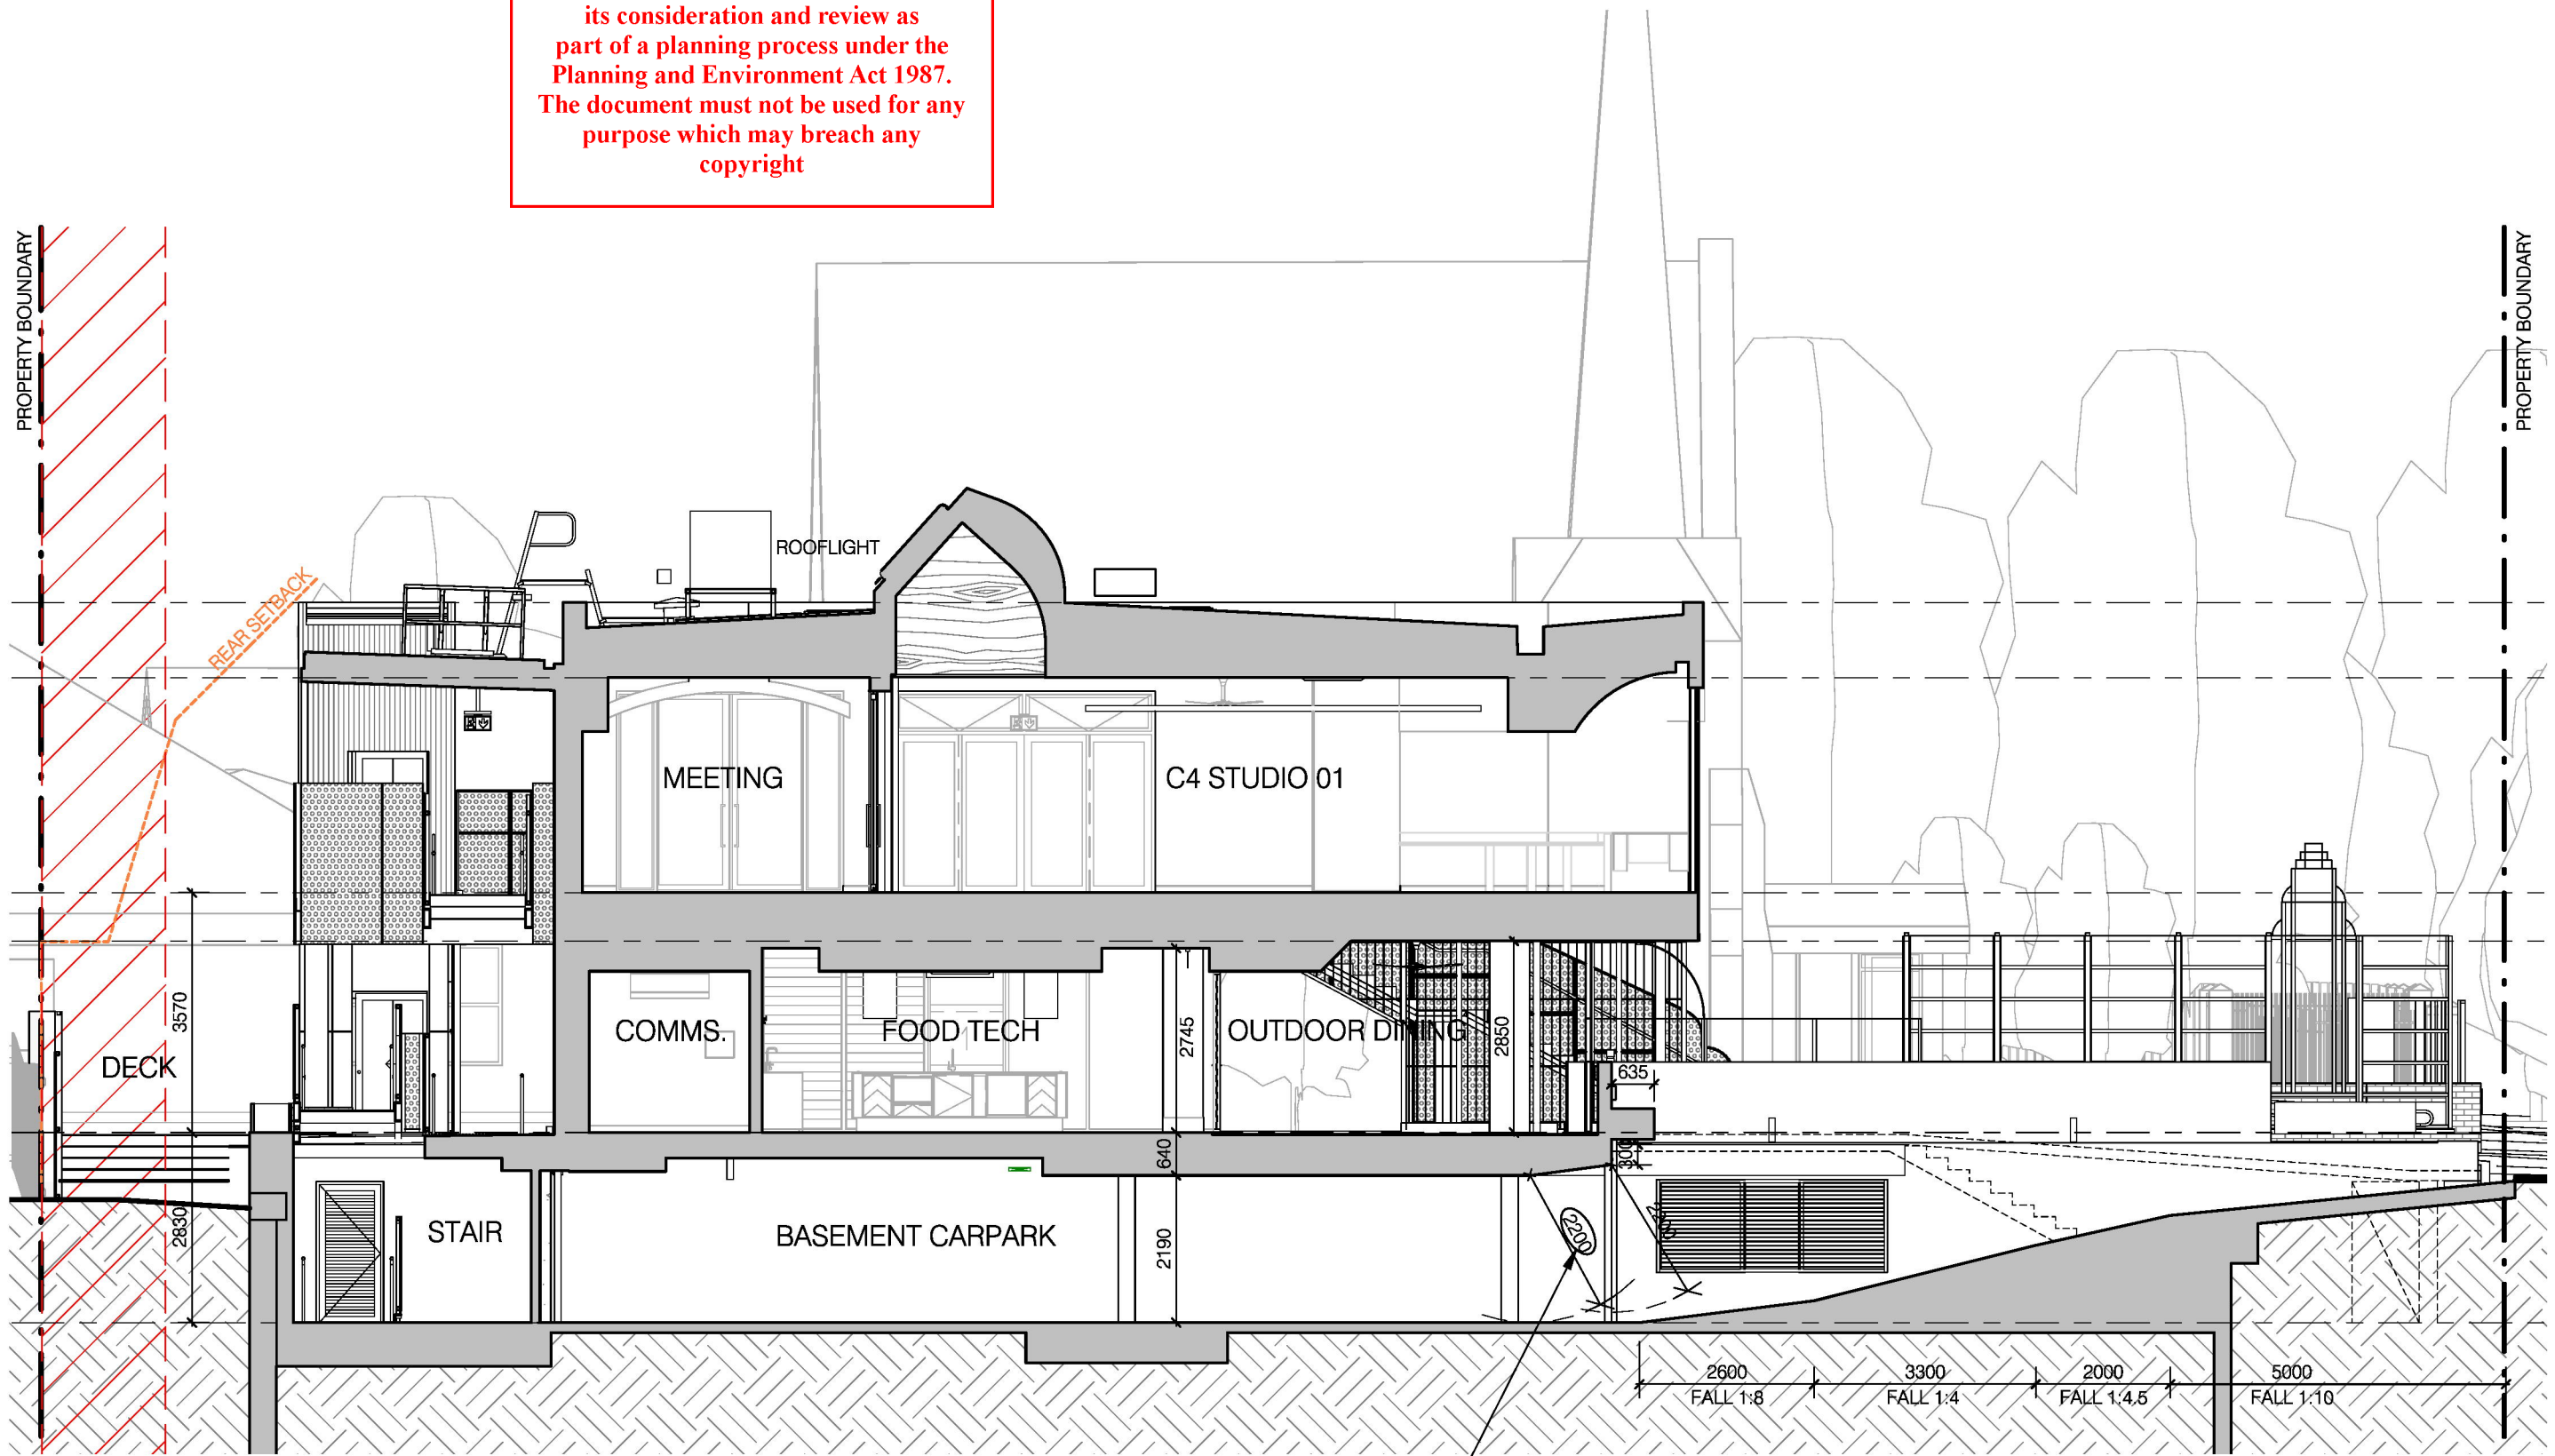 its consideration and review as
part of a planning process under the
Planning and Environment Act 1987.
The document must not be used for any
purpose which may breach any
copyright
PROPERTY BOUNDARY
PROPERTY BOUNDARY
ROOFLIGHT
REAR SETBACK
MEETING
C4 STUDIO 01
3570
DECK
COMMS.
FOOD TECH
2745
OUTDOOR DINING
2850
635
640
300
2830
STAIR
BASEMENT CARPARK
2190
2200
2200
2600
3300
2000
5000
FALL 1:8
FALL 1:4
FALL 1:4.5
FALL 1:10